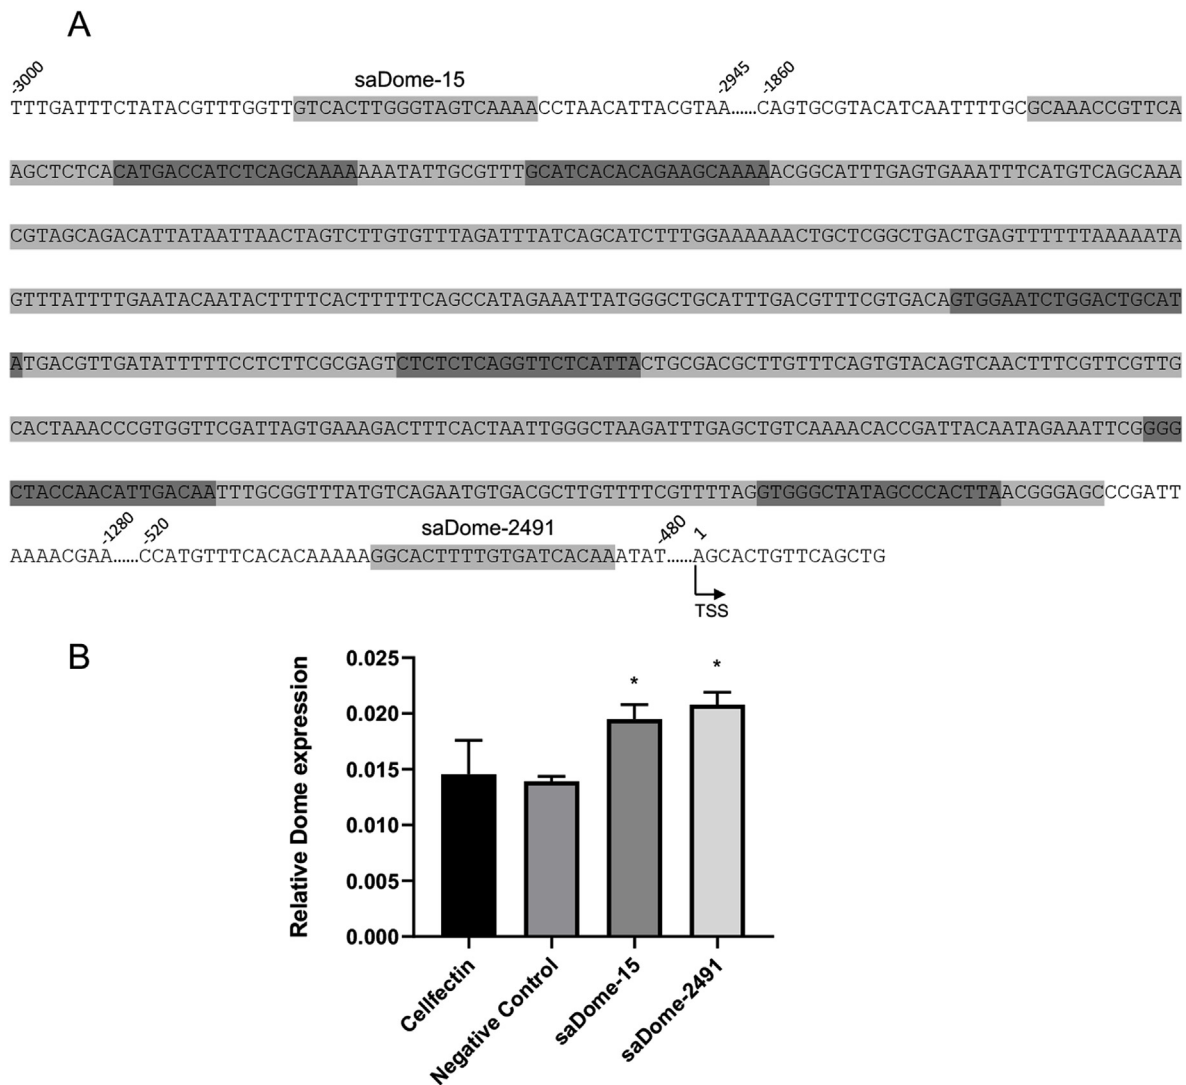 A
-3000 saDome-15 -2945 -1860
TTTGATTTCTATACGTTTGGTTGTCACTTGGGTAGTCAAAACCTAACATTACGTAA......CAGTGCGTACATCAATTTTGCGCAAACCGTTCA
AGCTCTCACATGACCATCTCAGCAAAAAAATATTGCGTTTGCATCACACAGAAGCAAAAACGGCATTTGAGTGAAATTTCATGTCAGCAAA
CGTAGCAGACATTATAATTAACTAGTCTTGTGTTTAGATTTATCAGCATCTTTGGAAAAAACTGCTCGGCTGACTGAGTTTTTTAAAAATA
GTTTATTTTGAATACAATACTTTTCACTTTTTCAGCCATAGAAATTATGGGCTGCATTTGACGTTTCGTGACAGTGGAATCTGGACTGCAT
ATGACGTTGATATTTTTCCTCTTCGCGAGTCTCTCTCAGGTTCTCATTACTGCGACGCTTGTTTCAGTGTACAGTCAACTTTCGTTCGTTG
CACTAAACCCGTGGTTCGATTAGTGAAAGACTTTCACTAATTGGGCTAAGATTTGAGCTGTCAAAACACCGATTACAATAGAAATTCGGGG
CTACCAACATTGACAATTTGCGGTTTATGTCAGAATGTGACGCTTGTTTTCGTTTTAGGTGGGCTATAGCCCACTTAACGGGAGCCCGATT
-1280 -520 saDome-2491 -480 1
AAAACGAA......CCATGTTTCACACAAAAAGGCACTTTTGTGATCACAAATAT......AGCACTGTTCAGCTG
TSS
B
Relative Dome expression
0.025
0.020
0.015
0.010
0.005
0.000
* *
Cellfectin
Negative Control
saDome-15
saDome-2491